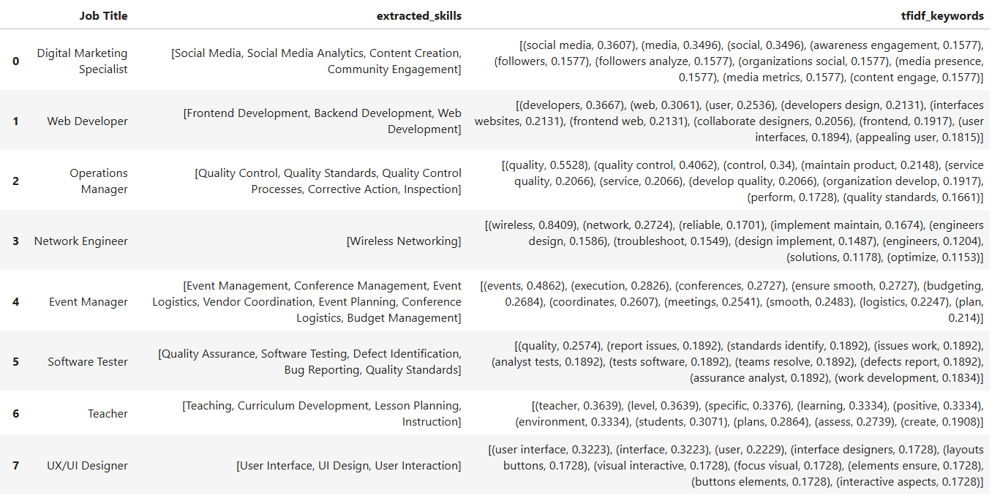 Job Title extracted_skills tfidf_keywords
0
Digital Marketing
Specialist
[Social Media, Social Media Analytics, Content Creation,
Community Engagement]
[(social media, 0.3607), (media, 0.3496), (social, 0.3496), (awareness engagement, 0.1577),
(followers, 0.1577), (followers analyze, 0.1577), (organizations social, 0.1577), (media presence,
0.1577), (media metrics, 0.1577), (content engage, 0.1577)]
1
Web Developer
[Frontend Development, Backend Development, Web
Development]
[(developers, 0.3667), (web, 0.3061), (user, 0.2536), (developers design, 0.2131), (interfaces
websites, 0.2131), (frontend web, 0.2131), (collaborate designers, 0.2056), (frontend, 0.1917), (user
interfaces, 0.1894), (appealing user, 0.1815)]
2
Operations
Manager
[Quality Control, Quality Standards, Quality Control
Processes, Corrective Action, Inspection]
[(quality, 0.5528), (quality control, 0.4062), (control, 0.34), (maintain product, 0.2148), (service
quality, 0.2066), (service, 0.2066), (develop quality, 0.2066), (organization develop, 0.1917),
(perform, 0.1728), (quality standards, 0.1661)]
3
Network Engineer
[Wireless Networking]
[(wireless, 0.8409), (network, 0.2724), (reliable, 0.1701), (implement maintain, 0.1674), (engineers
design, 0.1586), (troubleshoot, 0.1549), (design implement, 0.1487), (engineers, 0.1204),
(solutions, 0.1178), (optimize, 0.1153)]
4
Event Manager
[Event Management, Conference Management, Event
Logistics, Vendor Coordination, Event Planning, Conference
Logistics, Budget Management]
[(events, 0.4862), (execution, 0.2826), (conferences, 0.2727), (ensure smooth, 0.2727), (budgeting,
0.2684), (coordinates, 0.2607), (meetings, 0.2541), (smooth, 0.2483), (logistics, 0.2247), (plan,
0.214)]
5
Software Tester
[Quality Assurance, Software Testing, Defect Identification,
Bug Reporting, Quality Standards]
[(quality, 0.2574), (report issues, 0.1892), (standards identify, 0.1892), (issues work, 0.1892),
(analyst tests, 0.1892), (tests software, 0.1892), (teams resolve, 0.1892), (defects report, 0.1892),
(assurance analyst, 0.1892), (work development, 0.1834)]
6
Teacher
[Teaching, Curriculum Development, Lesson Planning,
Instruction]
[(teacher, 0.3639), (level, 0.3639), (specific, 0.3376), (learning, 0.3334), (positive, 0.3334),
(environment, 0.3334), (students, 0.3071), (plans, 0.2864), (assess, 0.2739), (create, 0.1908)]
7
UX/UI Designer
[User Interface, UI Design, User Interaction]
[(user interface, 0.3223), (interface, 0.3223), (user, 0.2229), (interface designers, 0.1728), (layouts
buttons, 0.1728), (visual interactive, 0.1728), (focus visual, 0.1728), (elements ensure, 0.1728),
(buttons elements, 0.1728), (interactive aspects, 0.1728)]